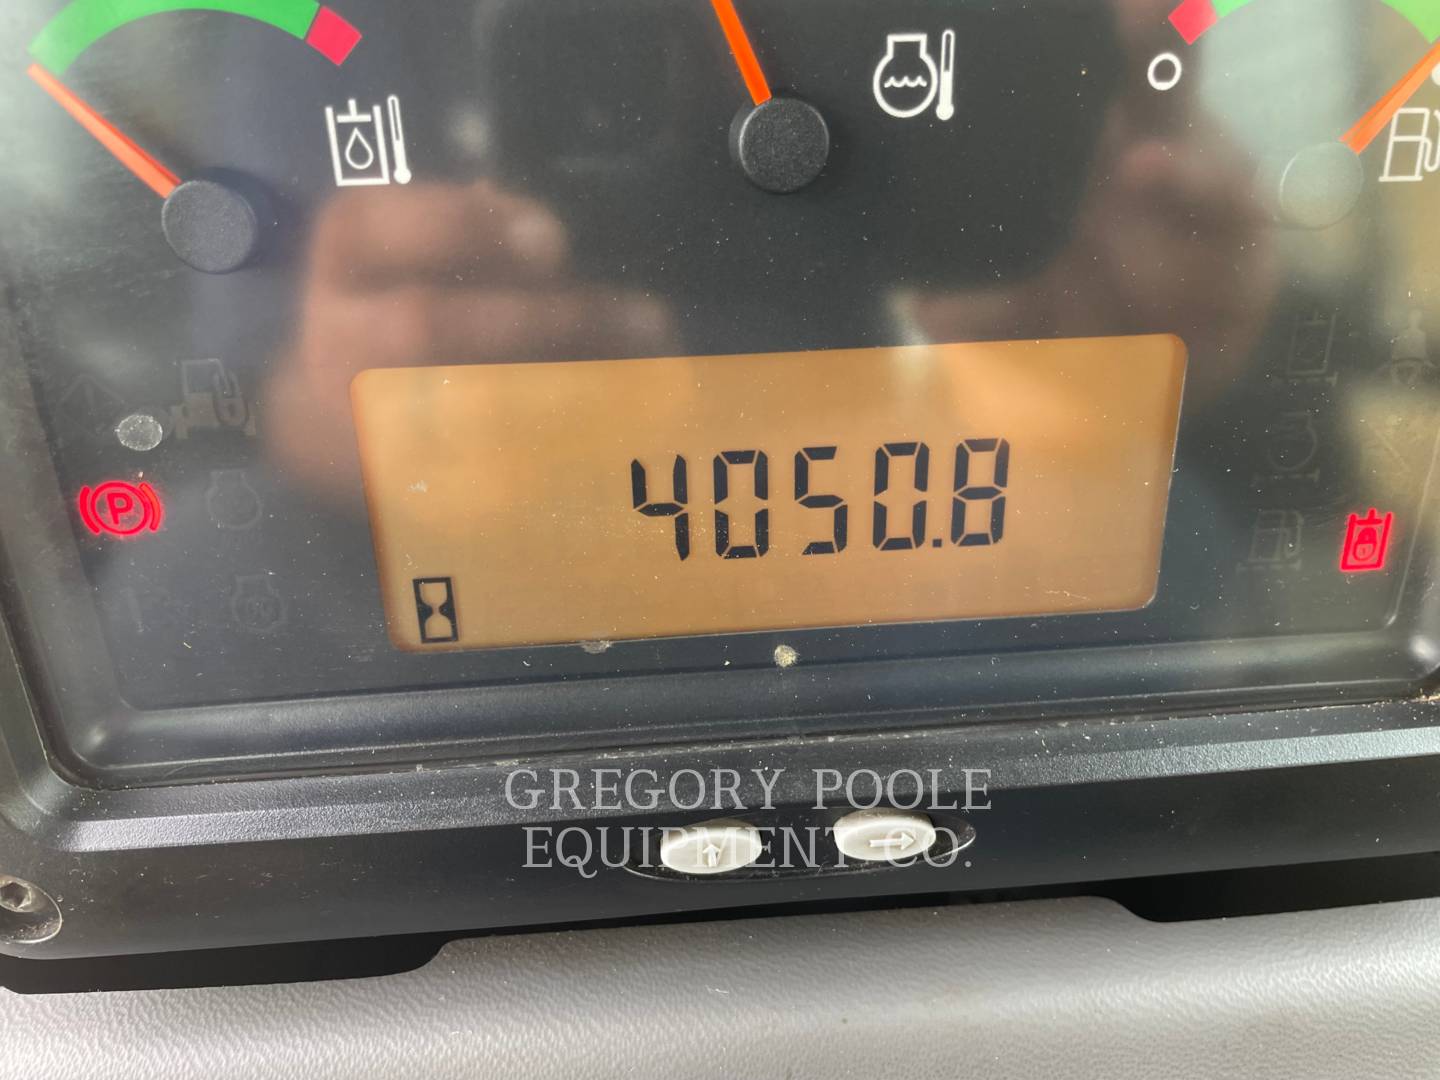 4050.8
P
GREGORY POOLE
EQUIPMENT CO.